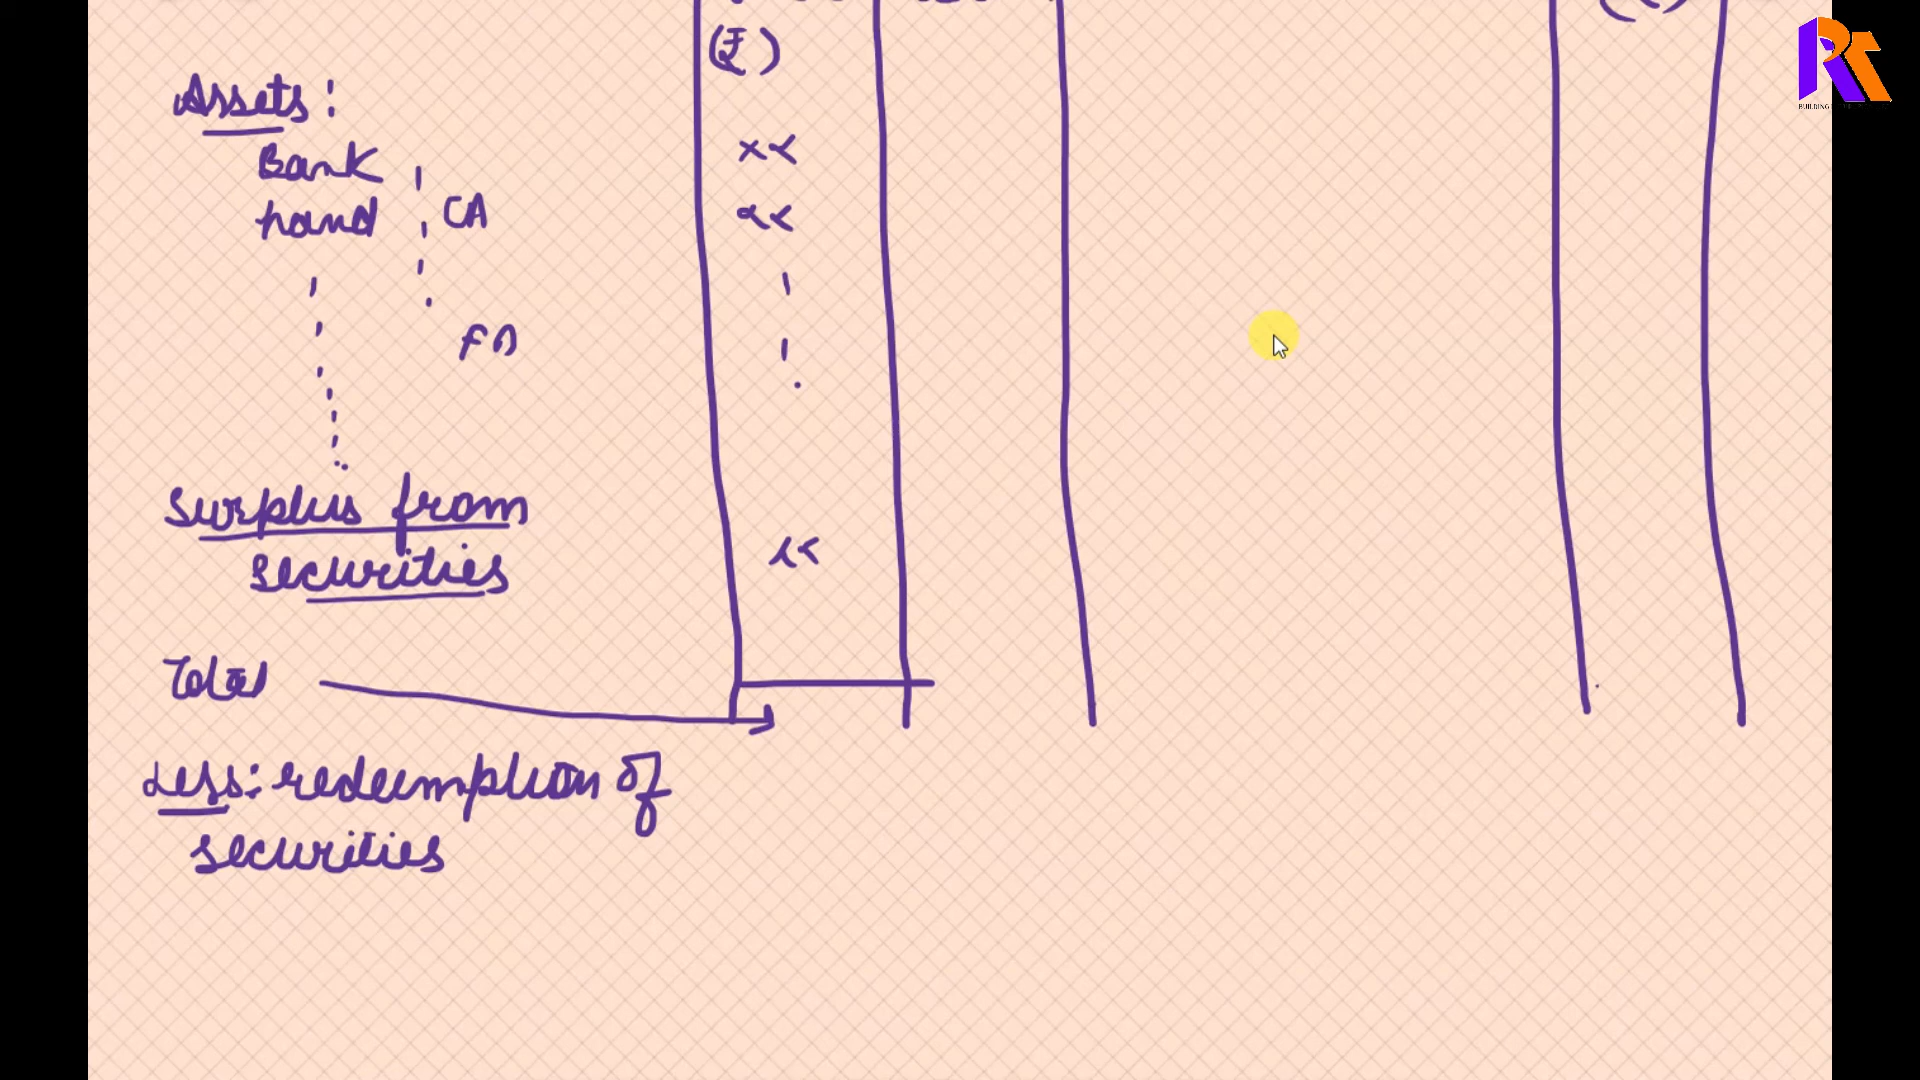 (₹)
Assets:
Bank
hand
CA
FA
xx
xx
Surplus from
securities
xx
Total
Less: redemption of
securities